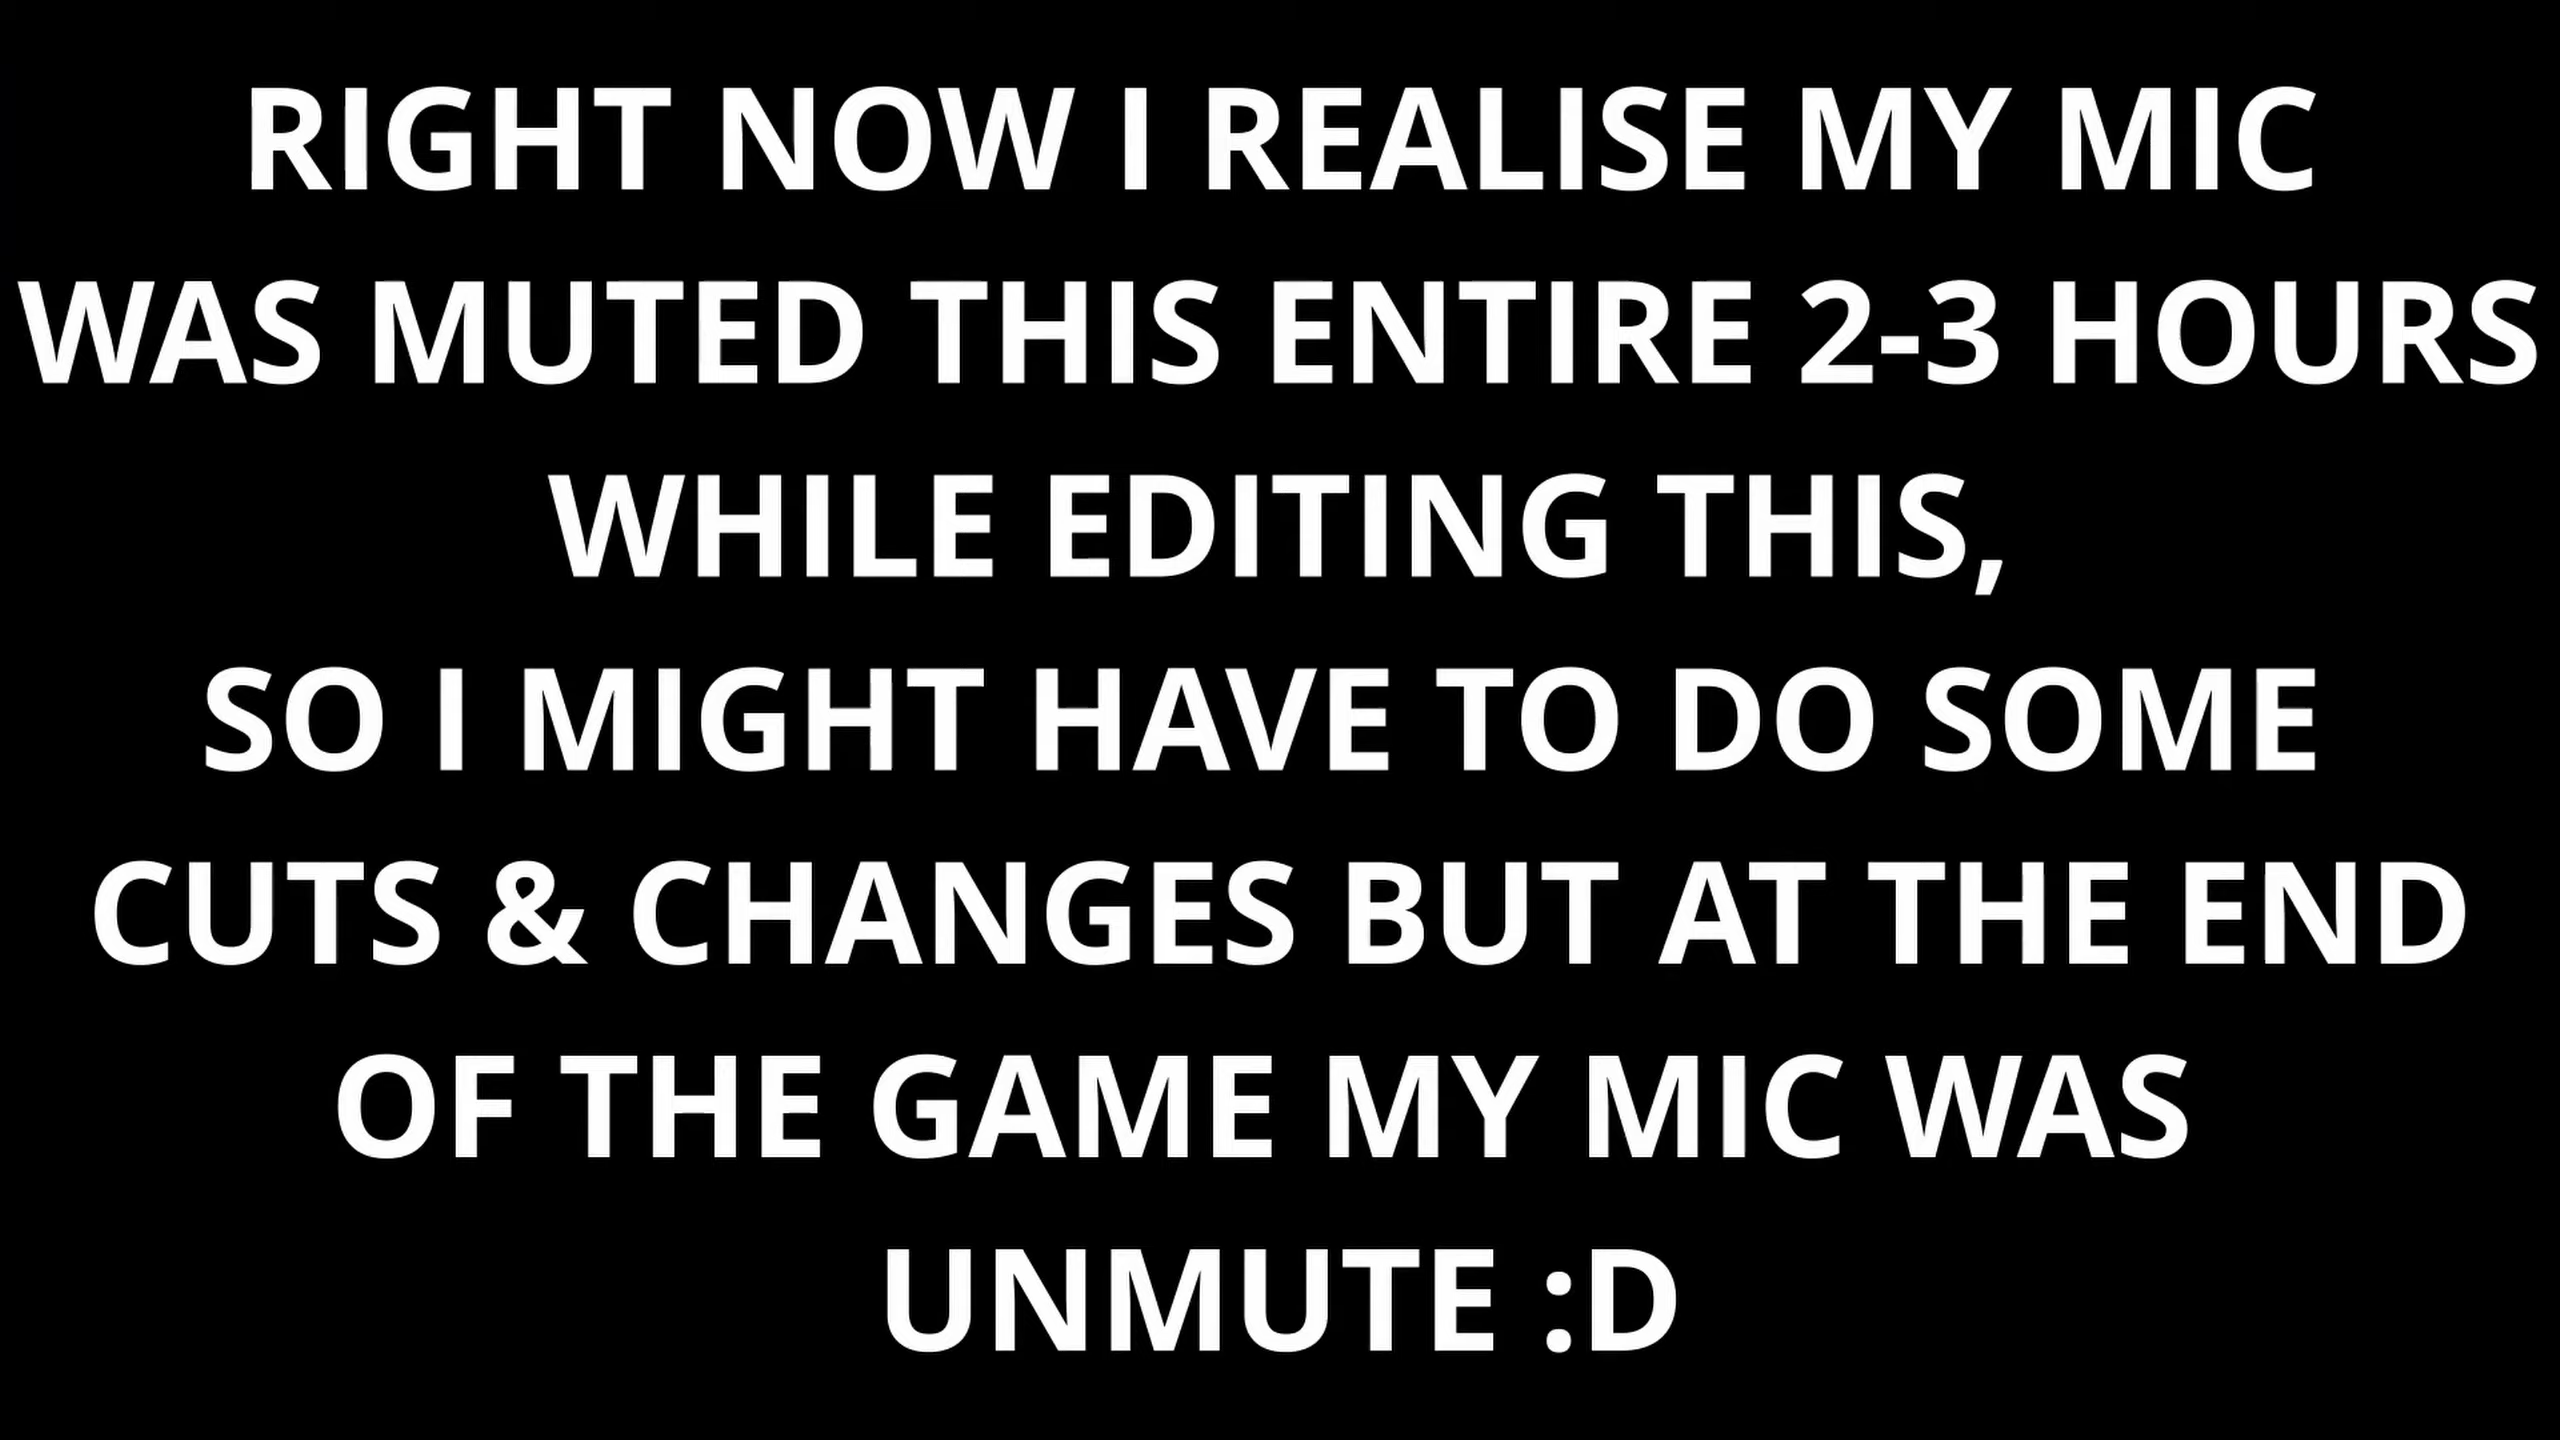 RIGHT NOW I REALISE MY MIC
WAS MUTED THIS ENTIRE 2-3 HOURS
WHILE EDITING THIS,
SO I MIGHT HAVE TO DO SOME
CUTS & CHANGES BUT AT THE END
OF THE GAME MY MIC WAS
UNMUTE :D